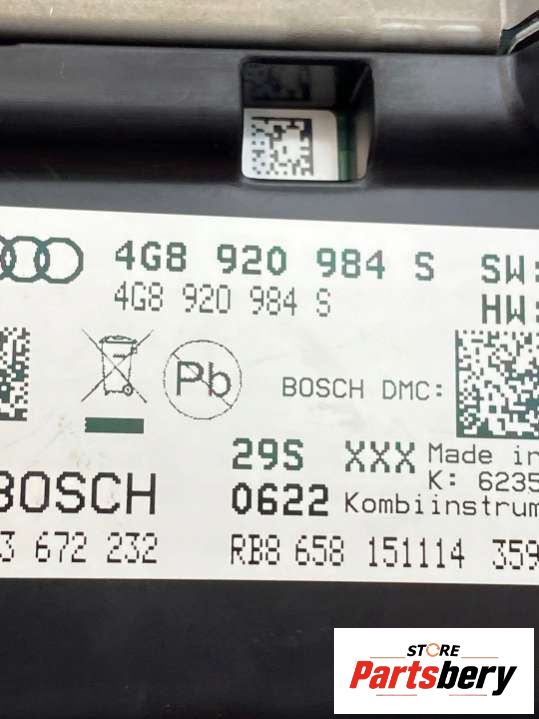 4G8 920 984 S SW:
4G8 920 984 S HW:
Pb
BOSCH DMC:
29S XXX Made in
K: 6235
BOSCH
0622 Kombiinstrum
3 672 232 RB8 658 151114 359
STORE
Partsbery